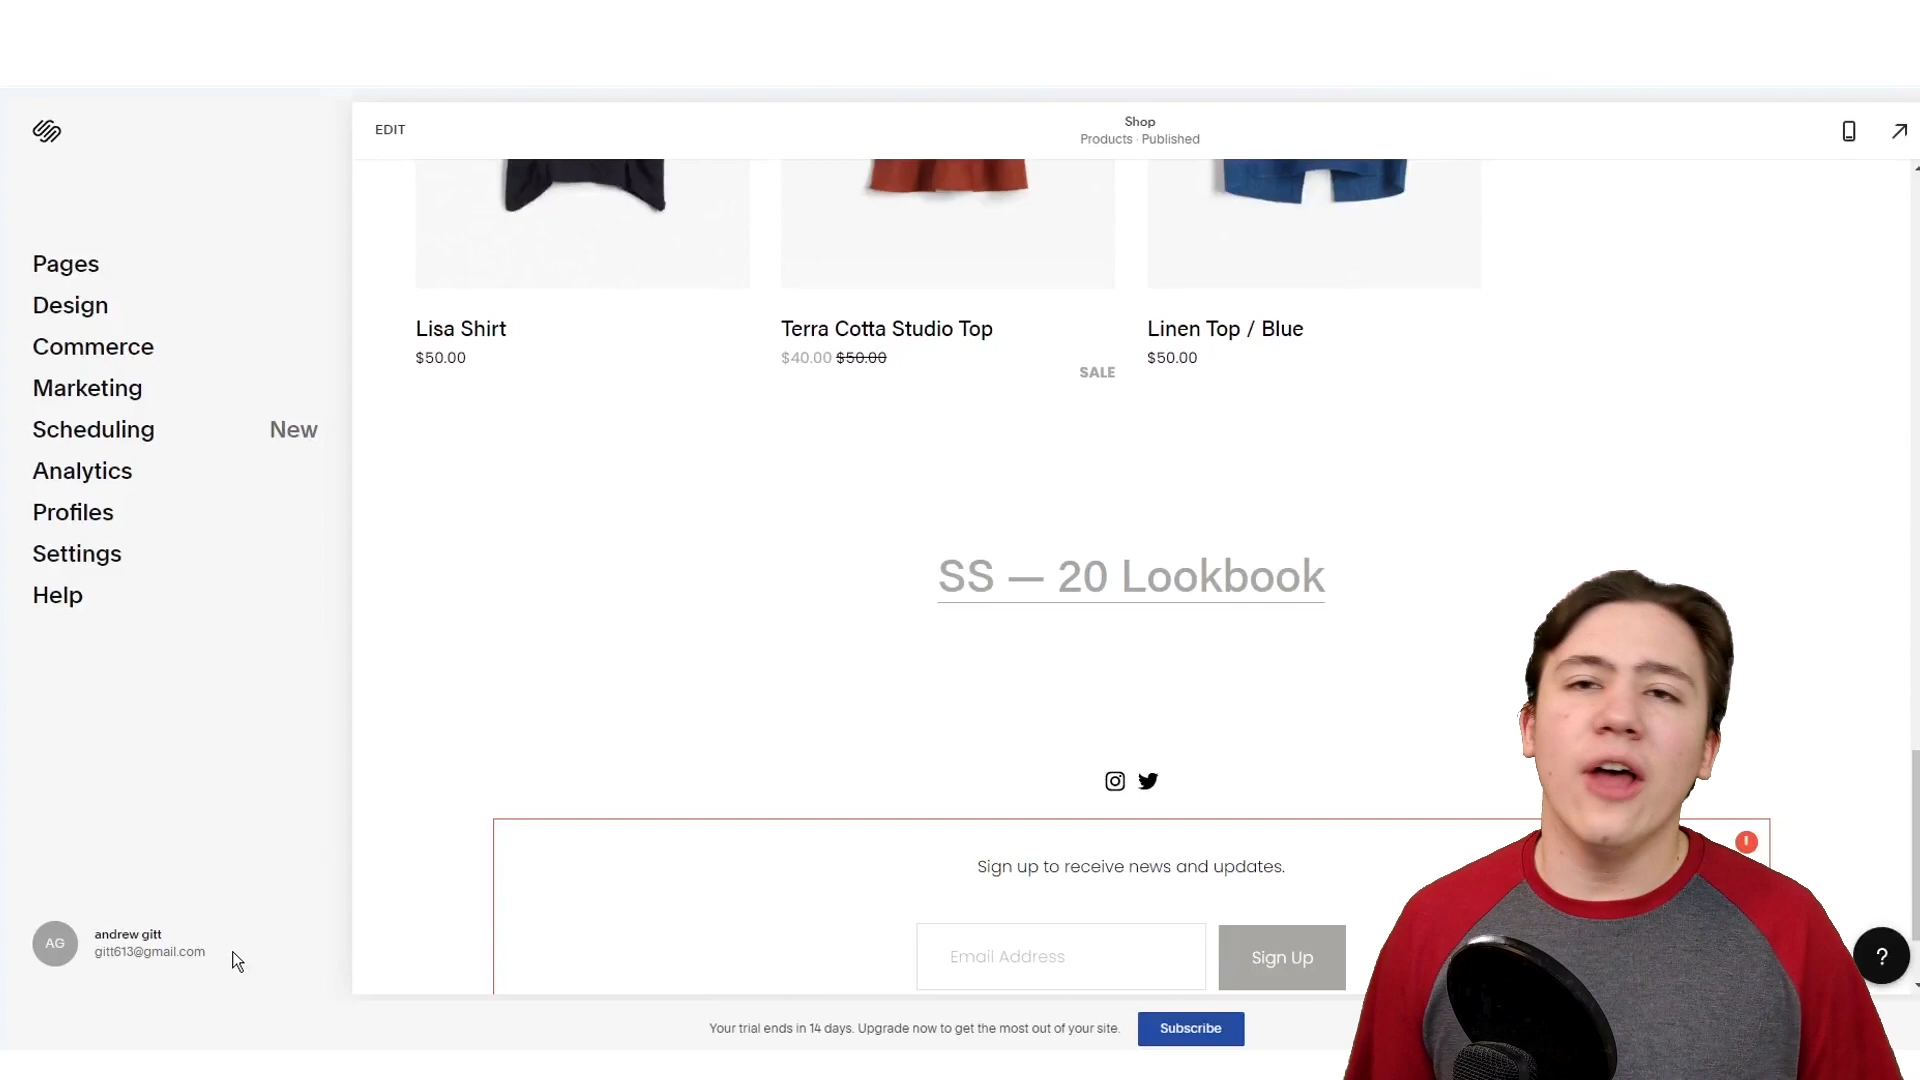 EDIT
Shop
Products · Published
Pages
Design
Commerce
Marketing
Scheduling New
Analytics
Profiles
Settings
Help
Lisa Shirt
$50.00
Terra Cotta Studio Top
$40.00 $50.00
SALE
Linen Top / Blue
$50.00
SS — 20 Lookbook
!
Sign up to receive news and updates.
Email Address
Sign Up
AG
andrew gitt
gitt613@gmail.com
?
Your trial ends in 14 days. Upgrade now to get the most out of your site.
Subscribe